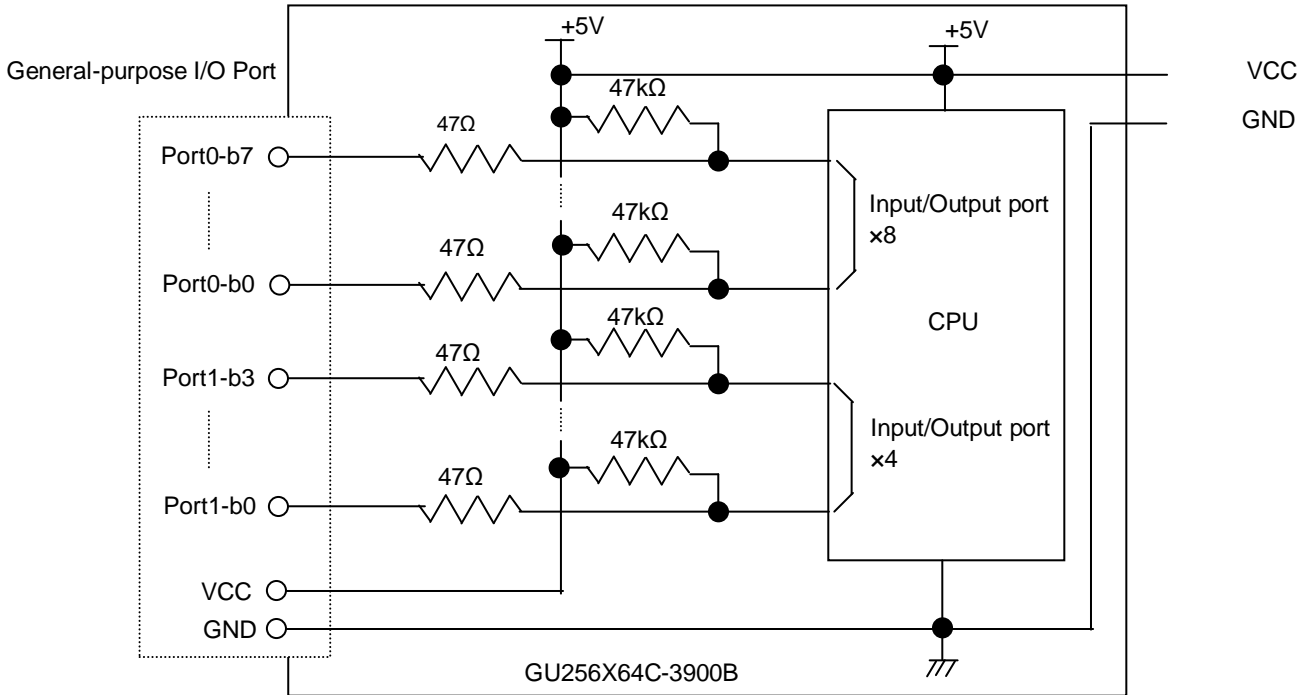 +5V
+5V
General-purpose I/O Port
VCC
47kΩ
GND
47Ω
Port0-b7
Input/Output port
×8
47kΩ
47Ω
Port0-b0
47kΩ
CPU
47Ω
Port1-b3
Input/Output port
×4
47kΩ
47Ω
Port1-b0
VCC
GND
GU256X64C-3900B